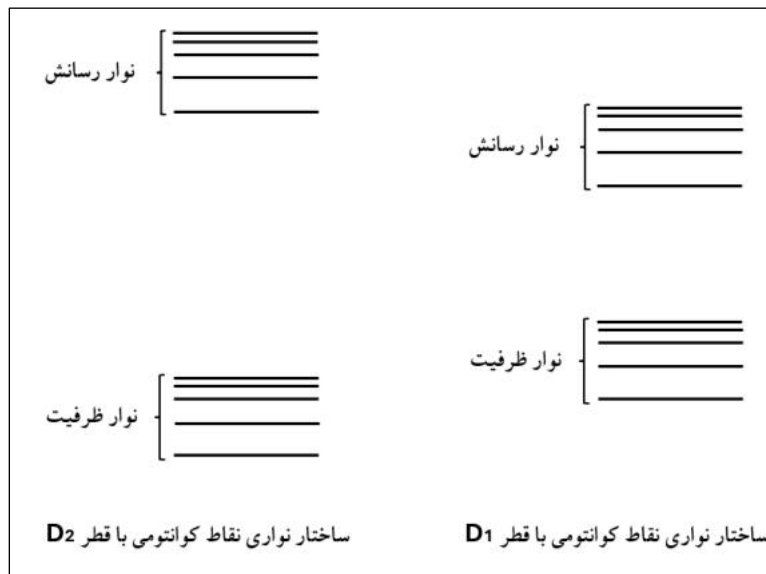 نوار رسانش
نوار رسانش
نوار ظرفیت
نوار ظرفیت
ساختار نواری نقاط کوانتومی با قطر D1
ساختار نواری نقاط کوانتومی با قطر D2